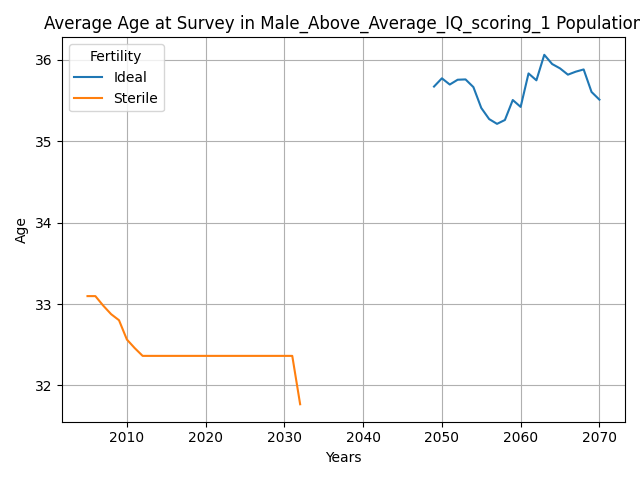 Average Age at Survey in Male_Above_Average_IQ_scoring_1 Population
Fertility
Ideal
Sterile
36
35
34
33
32
Age
2010 2020 2030 2040 2050 2060 2070
Years